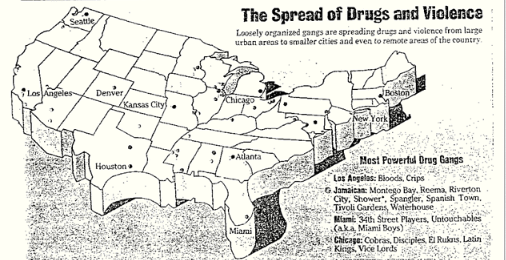 The Spread of Drugs and Violence
Loosely organized gangs are spreading drugs and violence from large
urban areas to smaller cities and even to remote areas of the country.
Seattle
Los Angeles
Denver
Kansas City
Chicago
Boston
New York
Houston
Atlanta
Miami
Most Powerful Drug Gangs
Los Angeles: Bloods, Crips
Jamaican: Montego Bay, Reema, Riverton
City, Shower*, Spangler, Spanish Town,
Tivoli Gardens, Waterhouse
Miami: 34th Street Players, Untouchables
(a.k.a. Miami Boys)
Chicago: Cobras, Disciples, El Rukns, Latin
Kings, Vice Lords